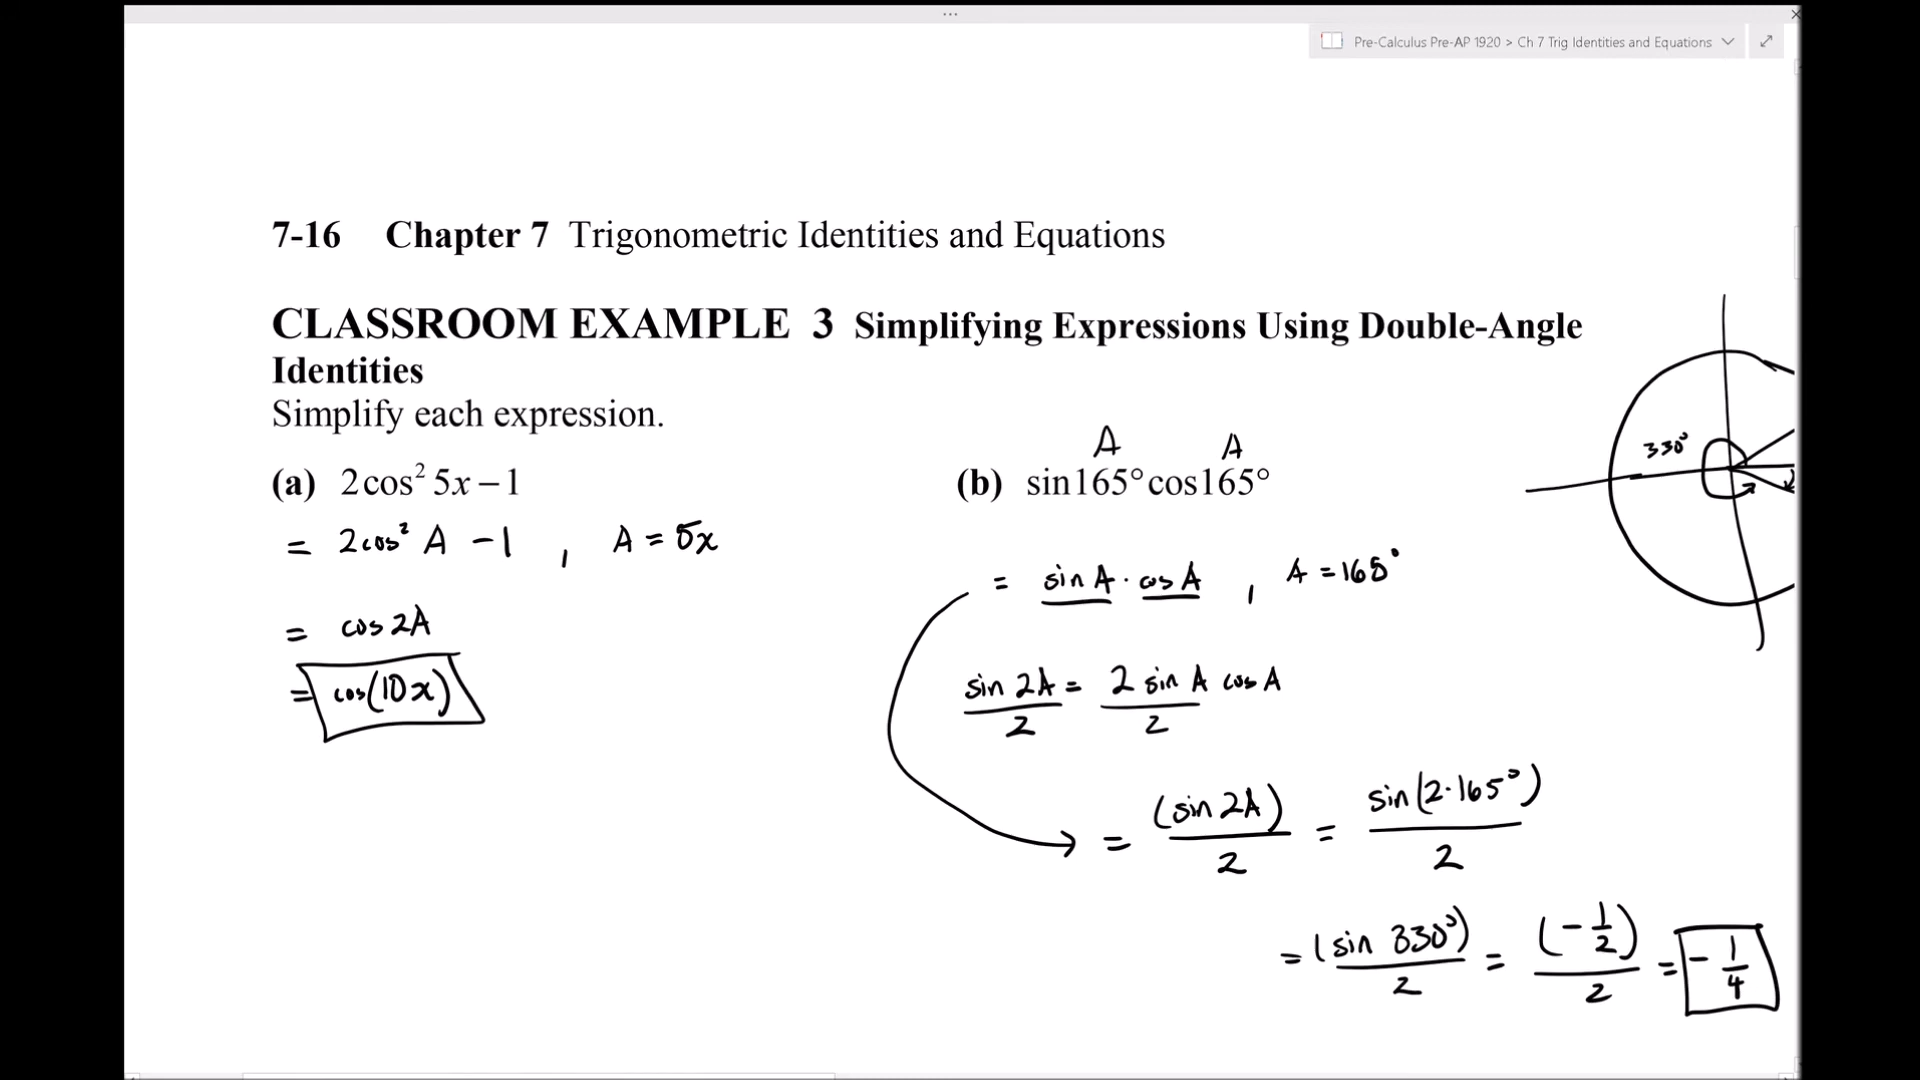 Pre-Calculus Pre-AP 1920 > Ch 7 Trig Identities and Equations
7-16 Chapter 7 Trigonometric Identities and Equations
CLASSROOM EXAMPLE 3 Simplifying Expressions Using Double-Angle
Identities
Simplify each expression.
(a) 2cos² 5x − 1
= 2cos² A − 1 , A = 5x
= cos 2A
= cos(10x)
A A
(b) sin165° cos165°
= sin A · cos A , A = 165°
sin 2A/2 = 2 sin A cos A/2
= (sin 2A)/2 = sin(2·165°)/2
= (sin 330°)/2 = (−1/2)/2 = −1/4
330°